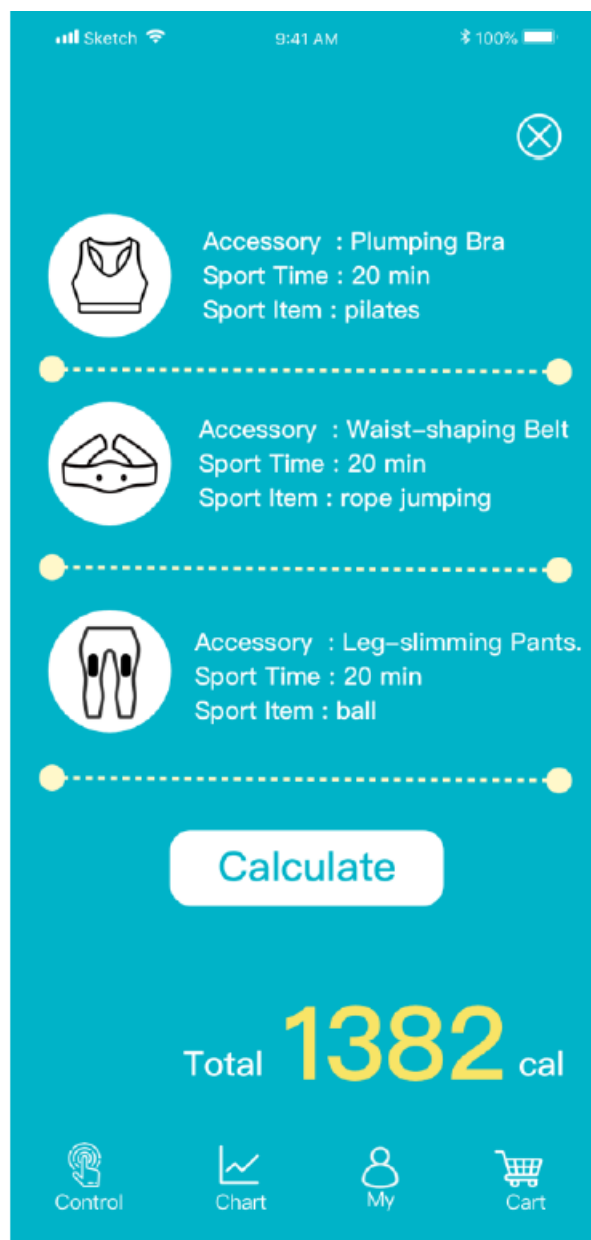 Sketch 9:41 AM 100%
Accessory : Plumping Bra
Sport Time : 20 min
Sport Item : pilates
Accessory : Waist-shaping Belt
Sport Time : 20 min
Sport Item : rope jumping
Accessory : Leg-slimming Pants.
Sport Time : 20 min
Sport Item : ball
Calculate
Total 1382 cal
Control Chart My Cart